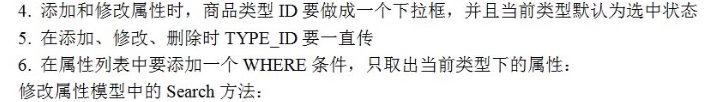 4. 添加和修改属性时，商品类型 ID 要做成一个下拉框，并且当前类型默认为选中状态
5. 在添加、修改、删除时 TYPE_ID 要一直传
6. 在属性列表中要添加一个 WHERE 条件，只取出当前类型下的属性：
修改属性模型中的 Search 方法：